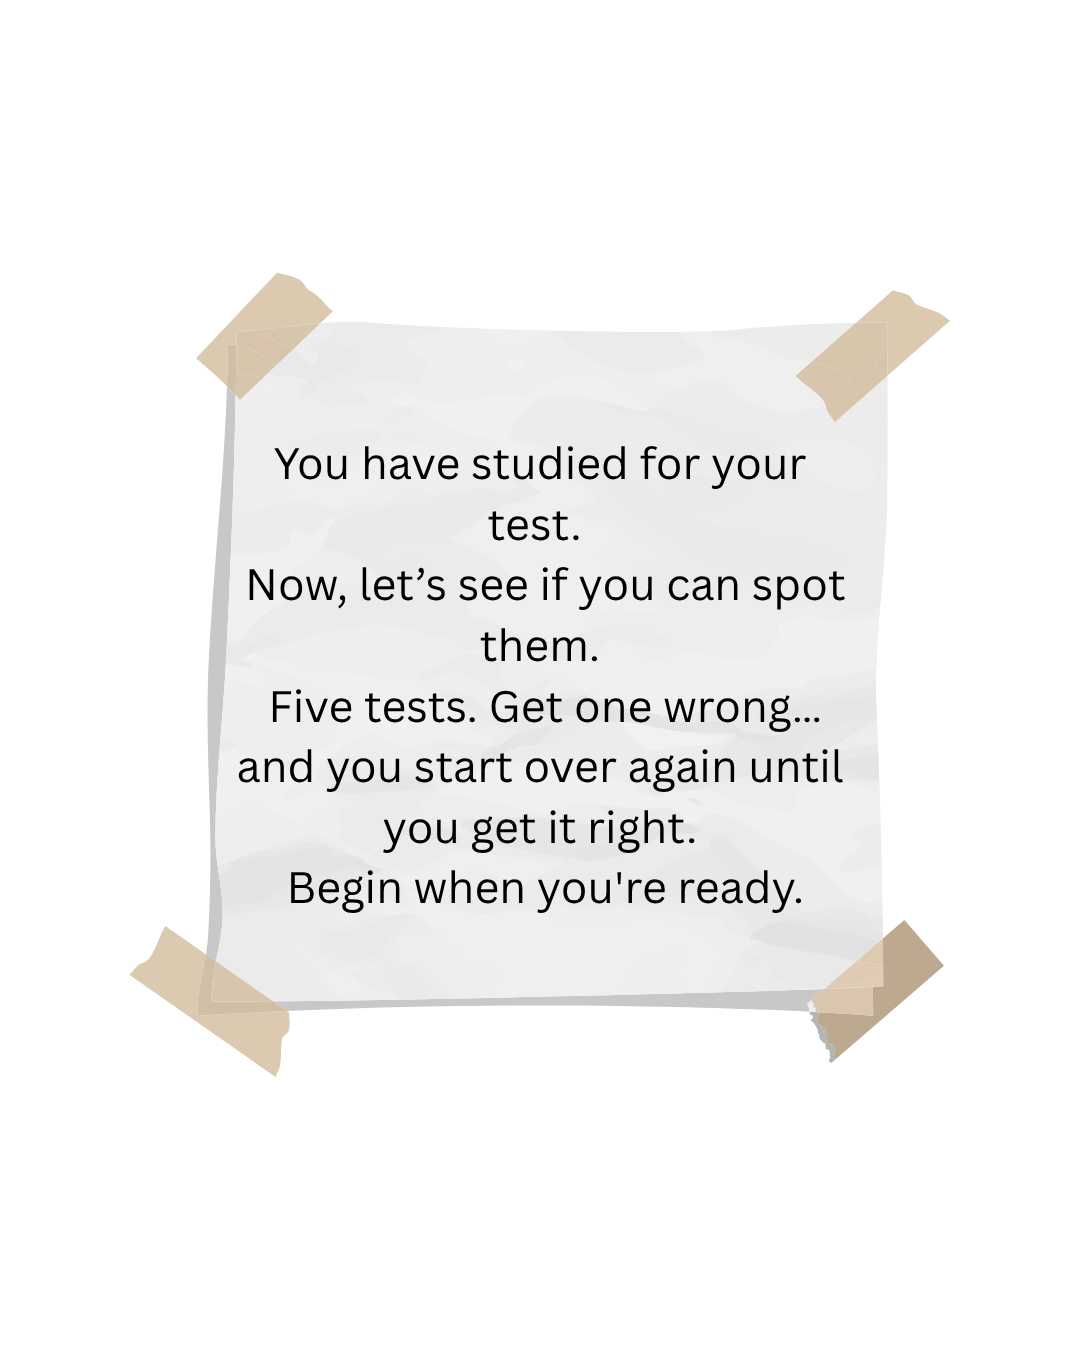 You have studied for your
test.
Now, let’s see if you can spot
them.
Five tests. Get one wrong...
and you start over again until
you get it right.
Begin when you're ready.